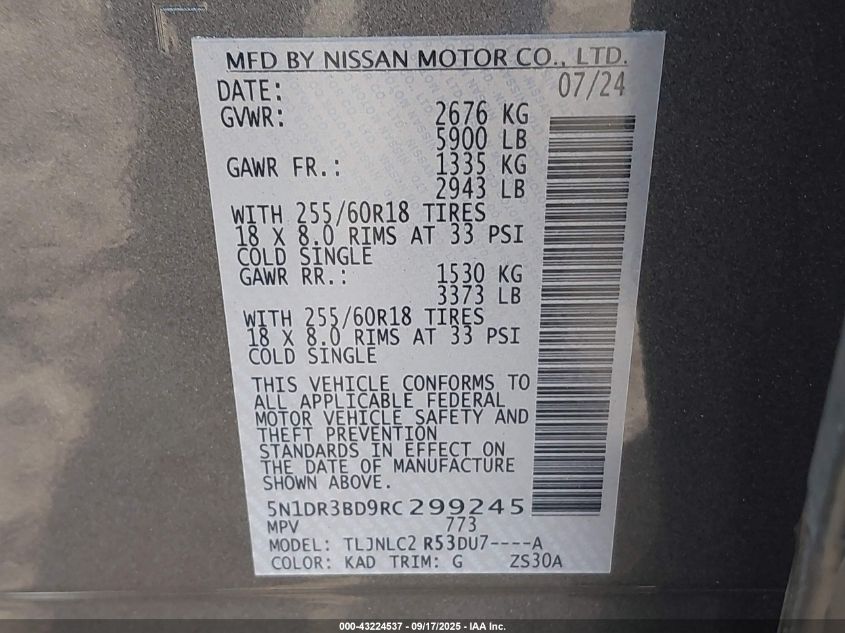 MFD BY NISSAN MOTOR CO., LTD.
DATE: 07/24
GVWR: 2676 KG
5900 LB
GAWR FR.: 1335 KG
2943 LB
WITH 255/60R18 TIRES
18 X 8.0 RIMS AT 33 PSI
COLD SINGLE
GAWR RR.: 1530 KG
3373 LB
WITH 255/60R18 TIRES
18 X 8.0 RIMS AT 33 PSI
COLD SINGLE
THIS VEHICLE CONFORMS TO
ALL APPLICABLE FEDERAL
MOTOR VEHICLE SAFETY AND
THEFT PREVENTION
STANDARDS IN EFFECT ON
THE DATE OF MANUFACTURE
SHOWN ABOVE.
5N1DR3BD9RC299245
MPV 773
MODEL: TLJNLC2 R53DU7----A
COLOR: KAD TRIM: G ZS30A
000-43224537 - 09/17/2025 - IAA Inc.